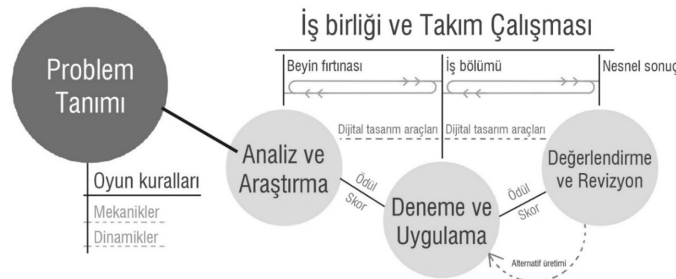 İş birliği ve Takım Çalışması
Problem
Tanımı
Beyin fırtınası
İş bölümü
Nesnel sonuç
Dijital tasarım araçları
Dijital tasarım araçları
Analiz ve
Araştırma
Değerlendirme
ve Revizyon
Oyun kuralları
Mekanikler
Dinamikler
Ödül
Skor
Deneme ve
Uygulama
Ödül
Skor
Alternatif üretimi